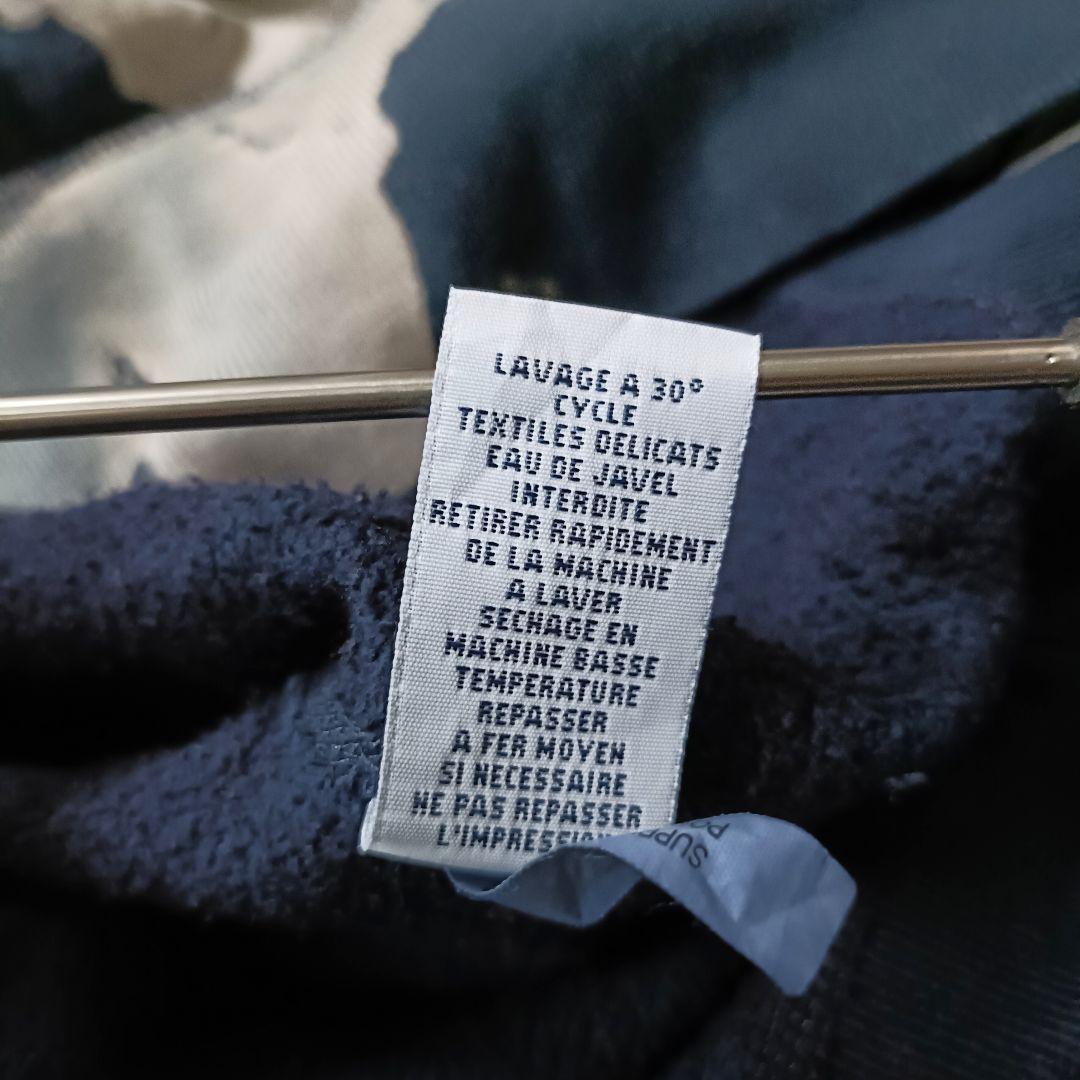 LAVAGE A 30°
CYCLE
TEXTILES DELICATS
EAU DE JAVEL
INTERDITE
RETIRER RAPIDEMENT
DE LA MACHINE
A LAVER
SECHAGE EN
MACHINE BASSE
TEMPERATURE
REPASSER
A FER MOYEN
SI NECESSAIRE
NE PAS REPASSER